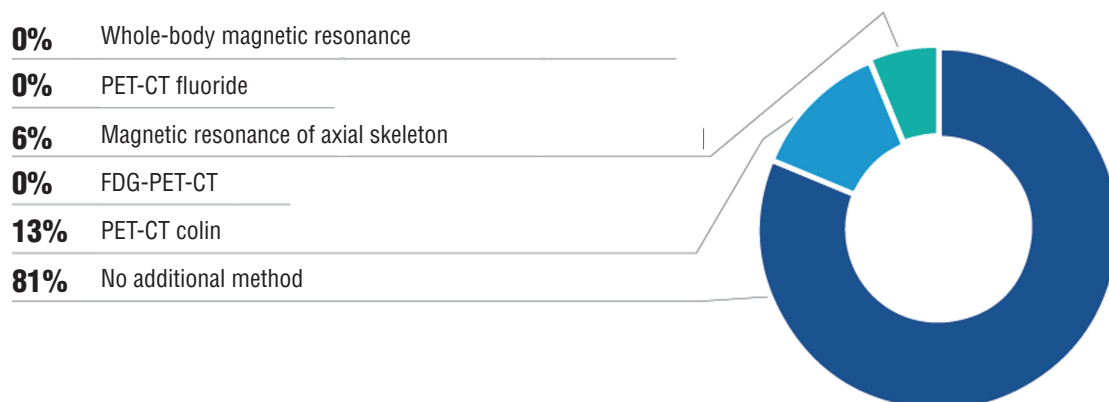 0% Whole-body magnetic resonance
0% PET-CT fluoride
6% Magnetic resonance of axial skeleton
0% FDG-PET-CT
13% PET-CT colin
81% No additional method